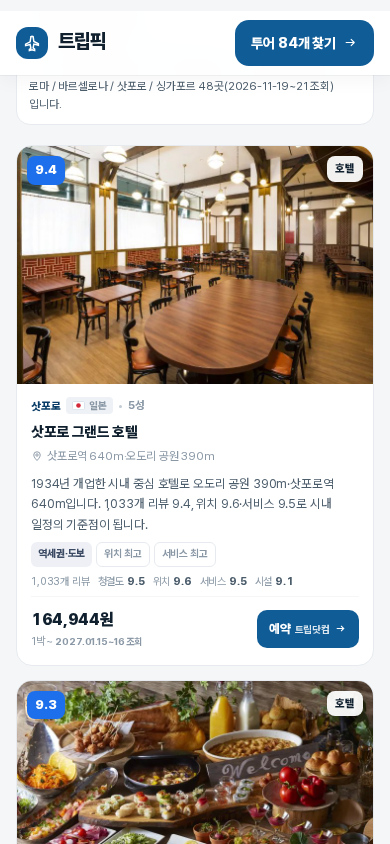 트립픽
투어 84개 찾기 →
로마 / 바르셀로나 / 삿포로 / 싱가포르 48곳(2026-11-19~21 조회)
입니다.
9.4
호텔
삿포로 일본 • 5성
삿포로 그랜드 호텔
삿포로역 640m·오도리 공원 390m
1934년 개업한 시내 중심 호텔로 오도리 공원 390m·삿포로역
640m입니다. 1,033개 리뷰 9.4, 위치 9.6·서비스 9.5로 시내
일정의 기준점이 됩니다.
역세권·도보 위치 최고 서비스 최고
1,033개 리뷰 청결도 9.5 위치 9.6 서비스 9.5 시설 9.1
164,944원
1박~ 2027.01.15~16 조회
예약 트립닷컴 →
9.3
호텔
Welcome